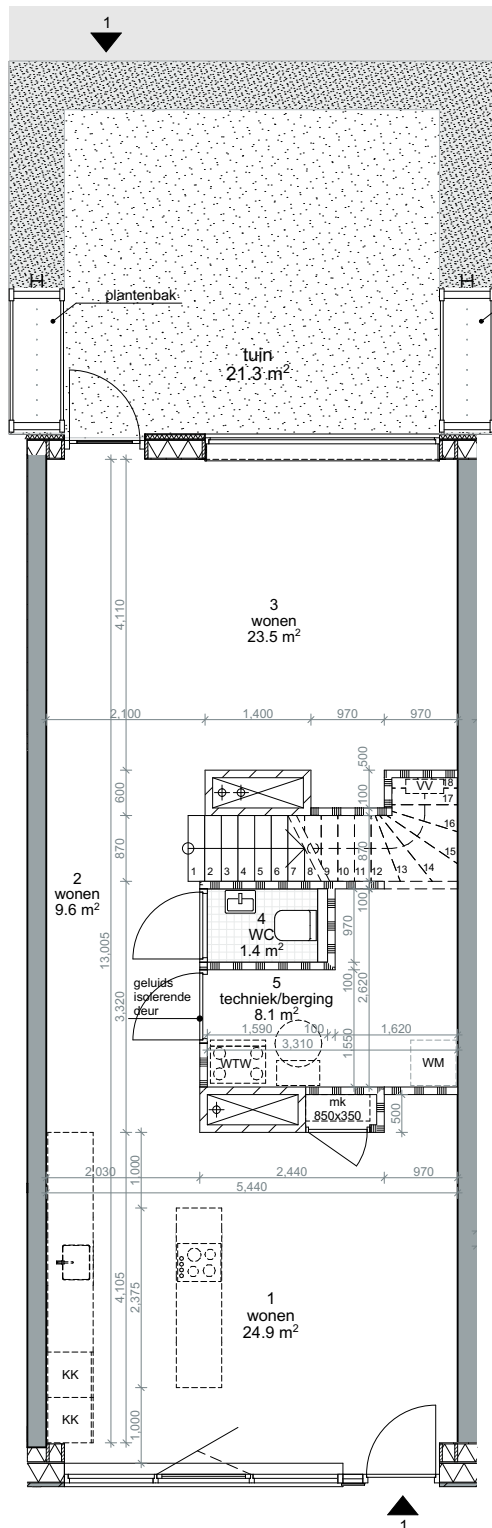 1
plantenbak
tuin
21.3 m²
4,110
3
wonen
23.5 m²
2,100
1,400
970
970
500
600
100
VV
18
17
16
15
14
13
870
870
1
2
3
4
5
6
7
8
9
10
11
12
2
wonen
9.6 m²
13,005
4
WC
1.4 m²
100
970
geluids
isolerende
deur
3,320
5
techniek/berging
8.1 m²
100
2,620
1,590
100
1,620
3,310
1,550
WTW
WM
mk
850x350
500
2,030
1,000
2,440
970
5,440
4,105
2,375
1
wonen
24.9 m²
KK
KK
1,000
1